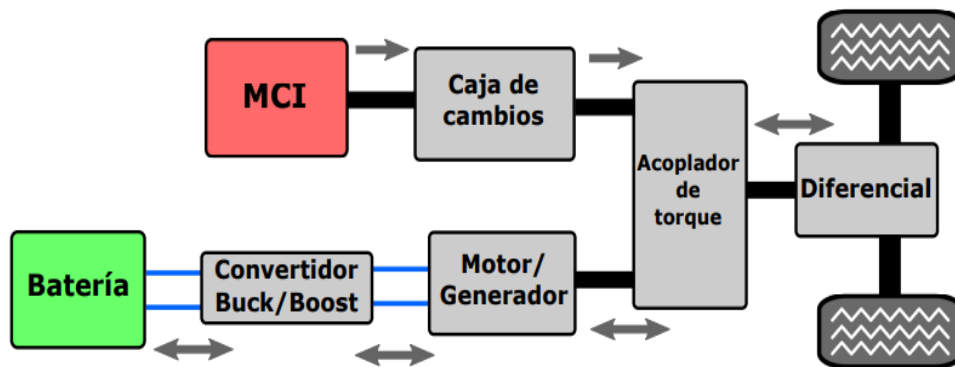 MCI
Caja de
cambios
Acoplador
de
torque
Diferencial
Batería
Convertidor
Buck/Boost
Motor/
Generador